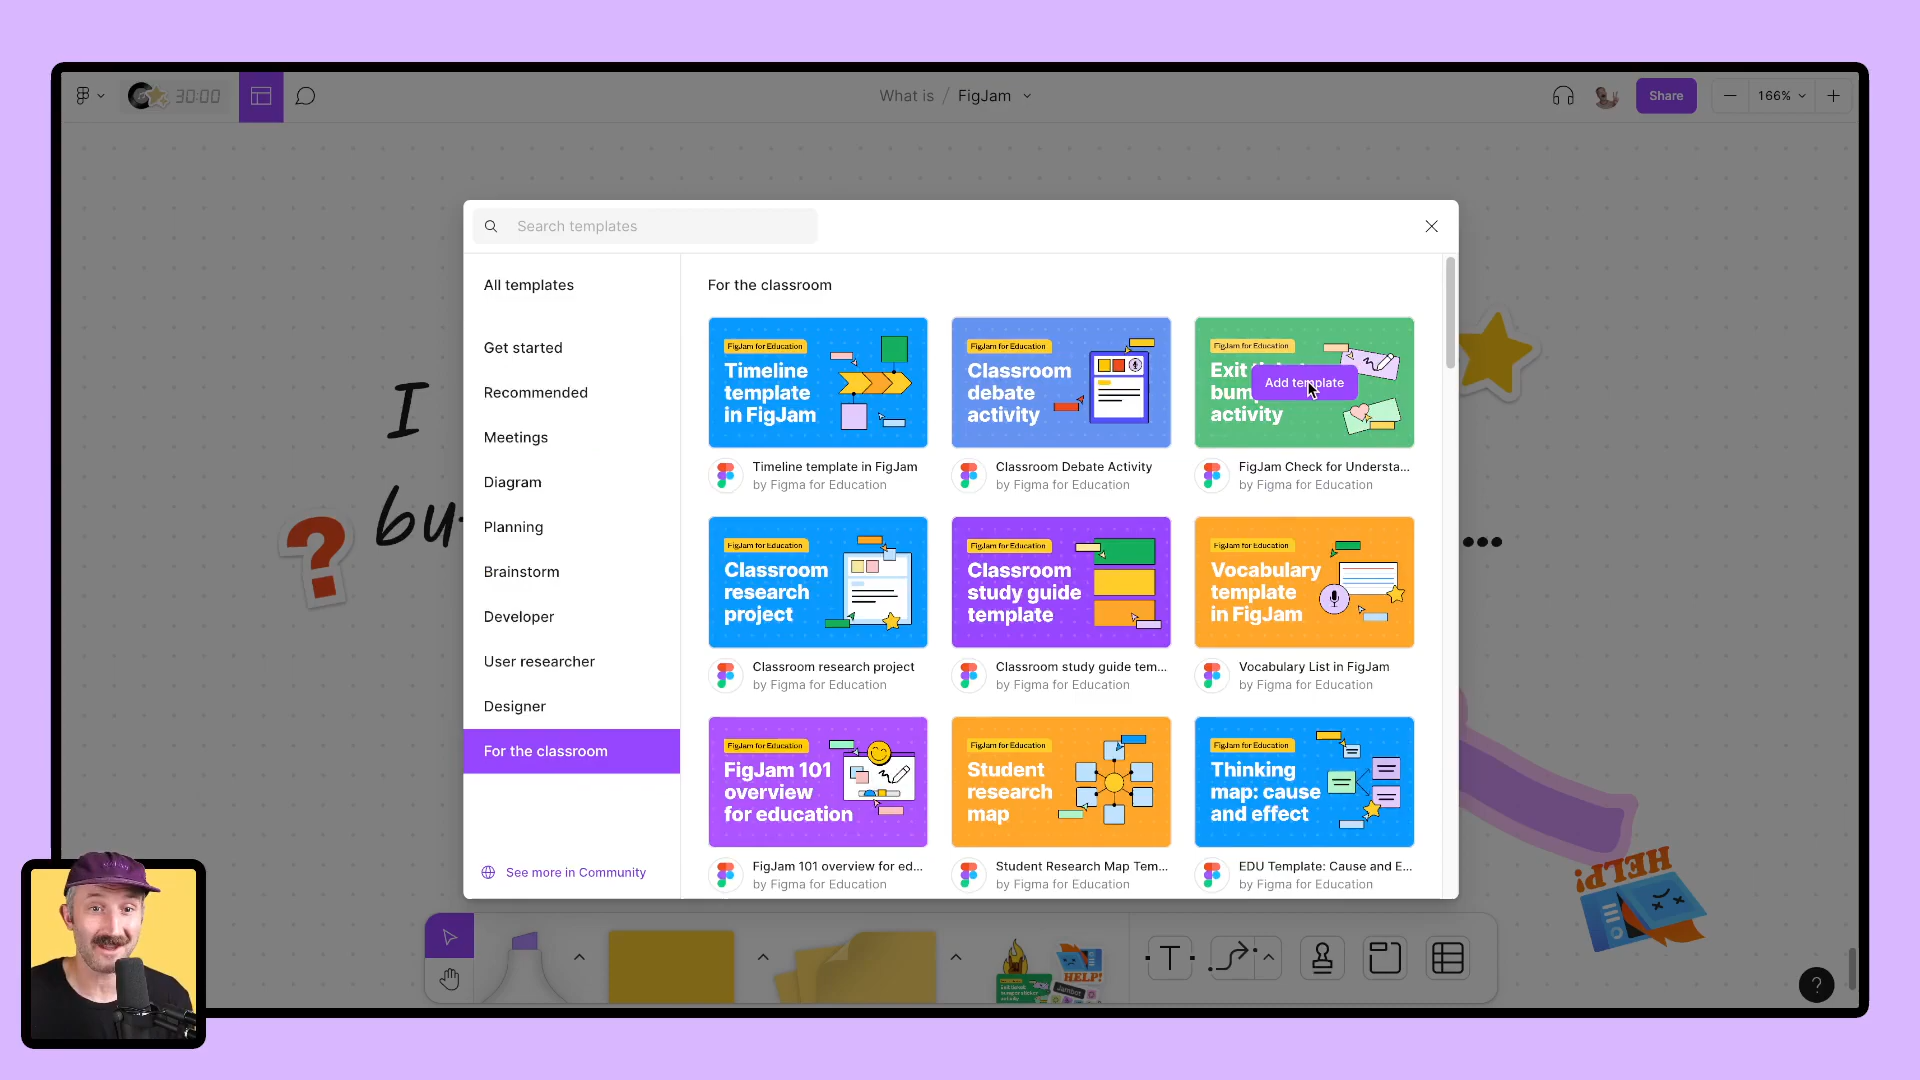 30:00
What is / FigJam
Share
166%
I
bu
...
Search templates
All templates
Get started
Recommended
Meetings
Diagram
Planning
Brainstorm
Developer
User researcher
Designer
For the classroom
See more in Community
For the classroom
FigJam for Education
Timeline
template
in FigJam
Timeline template in FigJam
by Figma for Education
FigJam for Education
Classroom
debate
activity
Classroom Debate Activity
by Figma for Education
FigJam for Education
Exit
bum
activity
Add template
FigJam Check for Understa...
by Figma for Education
FigJam for Education
Classroom
research
project
Classroom research project
by Figma for Education
FigJam for Education
Classroom
study guide
template
Classroom study guide tem...
by Figma for Education
FigJam for Education
Vocabulary
template
in FigJam
Vocabulary List in FigJam
by Figma for Education
FigJam for Education
FigJam 101
overview
for education
FigJam 101 overview for ed...
by Figma for Education
FigJam for Education
Student
research
map
Student Research Map Tem...
by Figma for Education
FigJam for Education
Thinking
map: cause
and effect
EDU Template: Cause and E...
by Figma for Education
?
HELP!
T
HELP!
Jambot
?